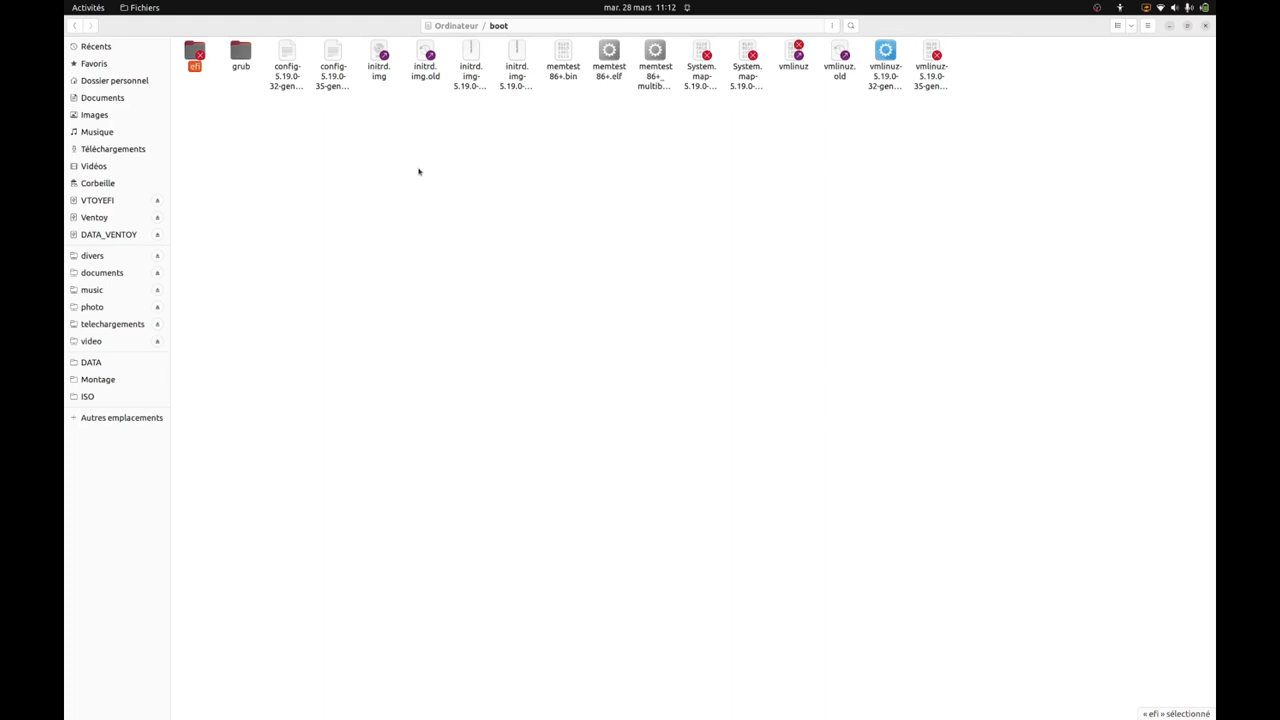 Activités
Fichiers
mar. 28 mars 11:12
Ordinateur / boot
Récents
Favoris
Dossier personnel
Documents
Images
Musique
Téléchargements
Vidéos
Corbeille
VTOYEFI
Ventoy
DATA_VENTOY
divers
documents
music
photo
telechargements
video
DATA
Montage
ISO
Autres emplacements
efi
grub
config-
5.19.0-
32-gen…
config-
5.19.0-
35-gen…
initrd.
img
initrd.
img.old
initrd.
img-
5.19.0-…
initrd.
img-
5.19.0-…
memtest
86+.bin
memtest
86+.elf
memtest
86+_
multib…
System.
map-
5.19.0-…
System.
map-
5.19.0-…
vmlinuz
vmlinuz.
old
vmlinuz-
5.19.0-
32-gen…
vmlinuz-
5.19.0-
35-gen…
« efi » sélectionné